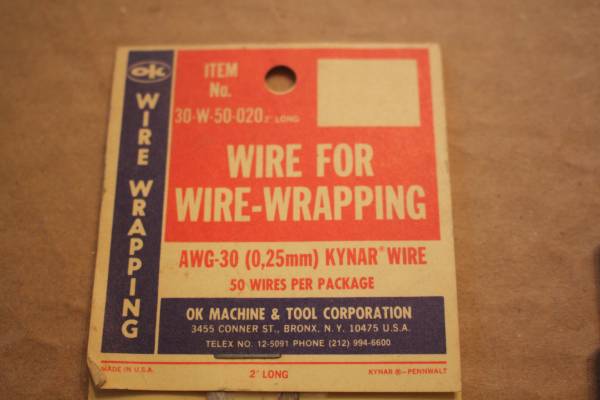 OK
WIRE WRAPPING
ITEM
No.
30-W-50-020 2" LONG
WIRE FOR
WIRE-WRAPPING
AWG-30 (0,25mm) KYNAR® WIRE
50 WIRES PER PACKAGE
OK MACHINE & TOOL CORPORATION
3455 CONNER ST., BRONX, N.Y. 10475 U.S.A.
TELEX NO. 12-5091 PHONE (212) 994-6600
MADE IN U.S.A.
2" LONG
KYNAR ®-PENNWALT